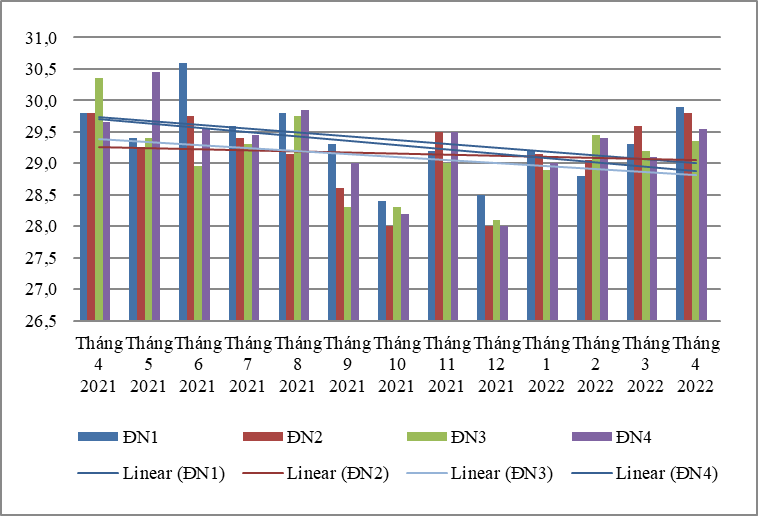 31,0
30,5
30,0
29,5
29,0
28,5
28,0
27,5
27,0
26,5
Tháng Tháng Tháng Tháng Tháng Tháng Tháng Tháng Tháng Tháng Tháng Tháng Tháng
4 5 6 7 8 9 10 11 12 1 2 3 4
2021 2021 2021 2021 2021 2021 2021 2021 2021 2022 2022 2022 2022
ĐN1 ĐN2 ĐN3 ĐN4
Linear (ĐN1) Linear (ĐN2) Linear (ĐN3) Linear (ĐN4)